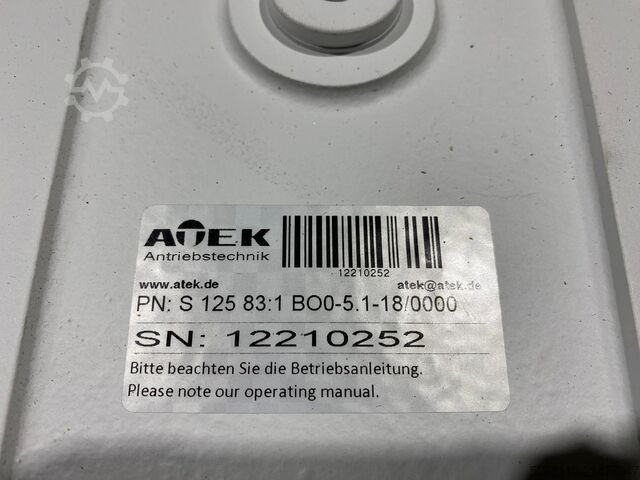 ATEK
Antriebstechnik
12210252
www.atek.de atek@atek.de
PN: S 125 83:1 BO0-5.1-18/0000
SN: 12210252
Bitte beachten Sie die Betriebsanleitung.
Please note our operating manual.